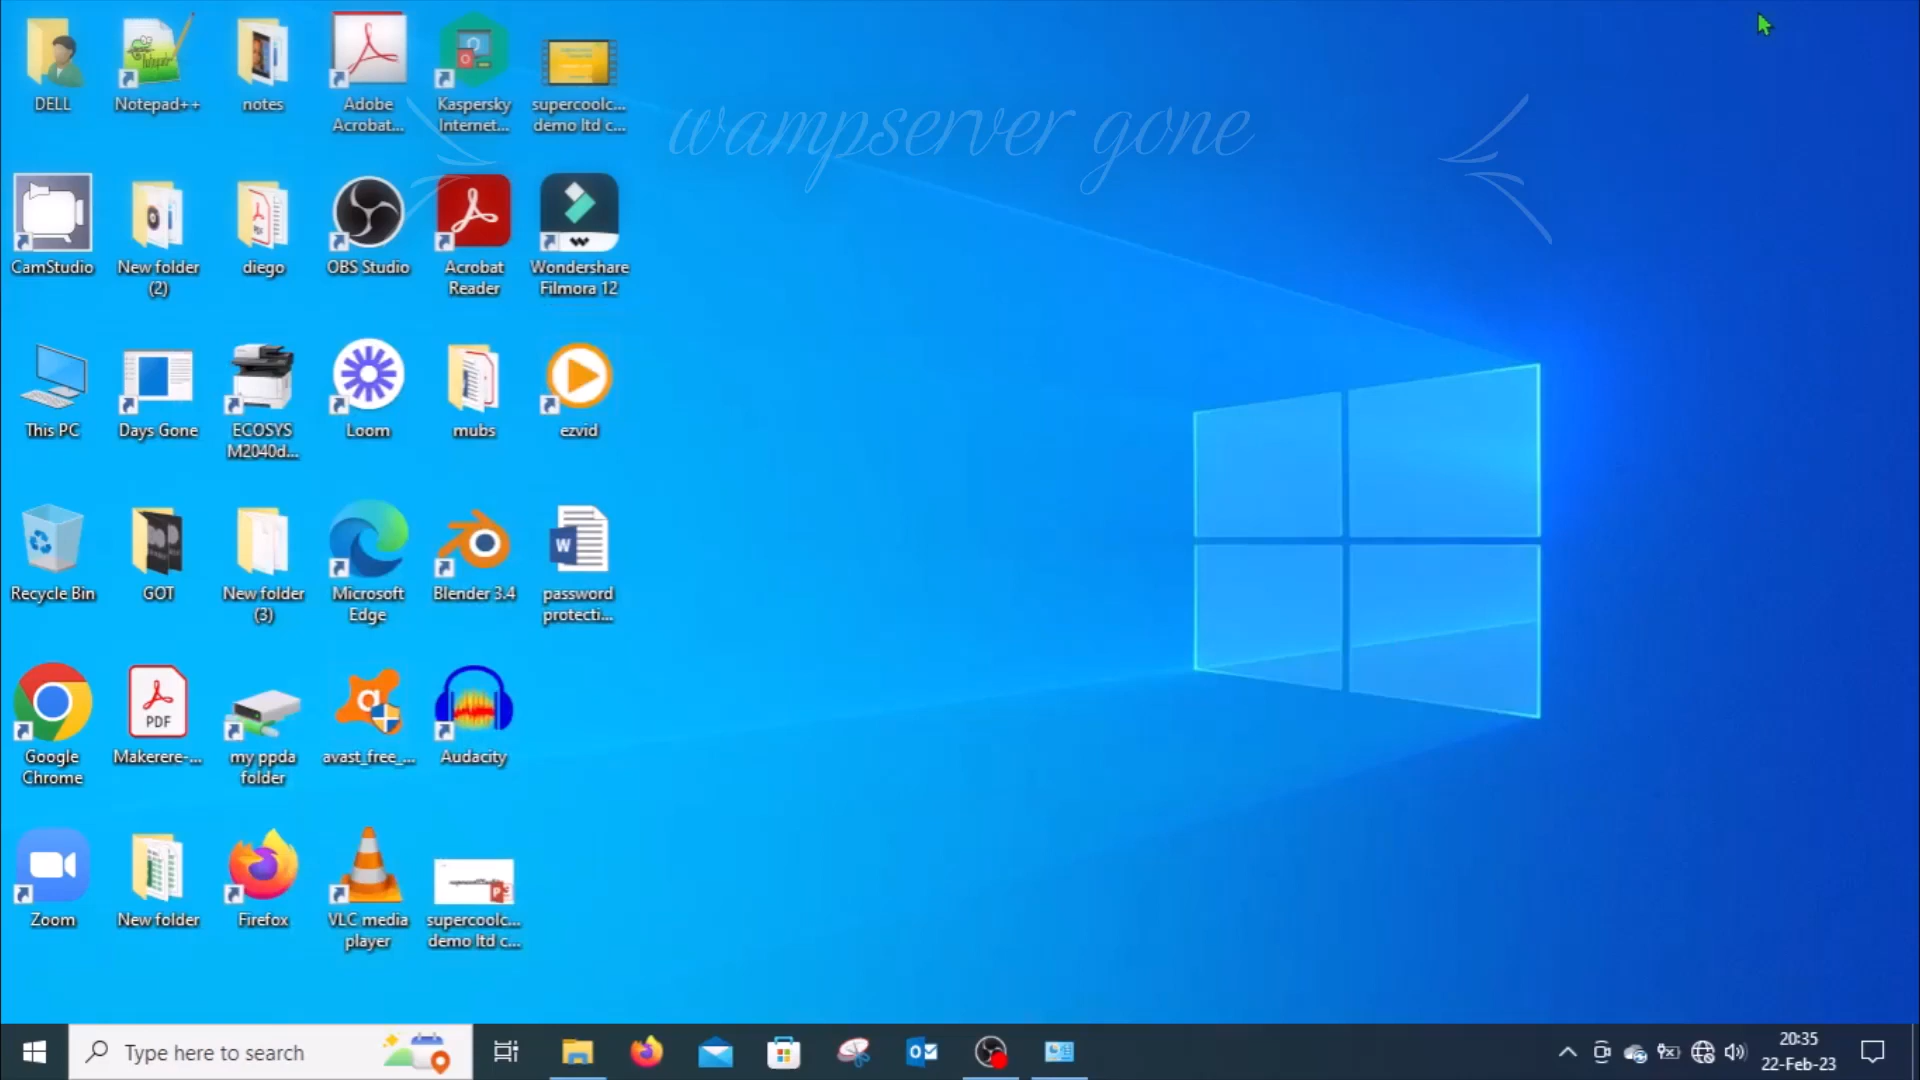 wampserver gone
DELL
Notepad++
notes
Adobe
Acrobat...
Kaspersky
Internet...
supercoolc...
demo ltd c...
CamStudio
New folder
(2)
diego
OBS Studio
Acrobat
Reader
Wondershare
Filmora 12
This PC
Days Gone
ECOSYS
M2040d...
Loom
mubs
ezvid
Recycle Bin
GOT
New folder
(3)
Microsoft
Edge
Blender 3.4
W
password
protecti...
Google
Chrome
PDF
Makerere-...
my ppda
folder
avast_free_...
Audacity
Zoom
New folder
Firefox
VLC media
player
supercoolc...
demo ltd c...
Type here to search
20:35
22-Feb-23